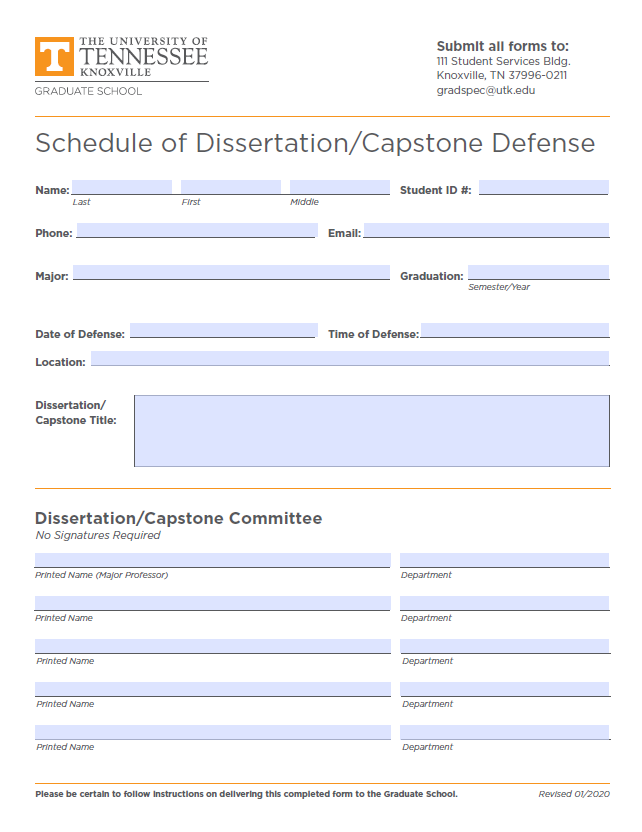 THE UNIVERSITY OF
TENNESSEE
KNOXVILLE
GRADUATE SCHOOL
Submit all forms to:
111 Student Services Bldg.
Knoxville, TN 37996-0211
gradspec@utk.edu
Schedule of Dissertation/Capstone Defense
Name: Student ID #:
Last First Middle
Phone: Email:
Major: Graduation:
Semester/Year
Date of Defense: Time of Defense:
Location:
Dissertation/
Capstone Title:
Dissertation/Capstone Committee
No Signatures Required
Printed Name (Major Professor) Department
Printed Name Department
Printed Name Department
Printed Name Department
Printed Name Department
Please be certain to follow instructions on delivering this completed form to the Graduate School. Revised 01/2020